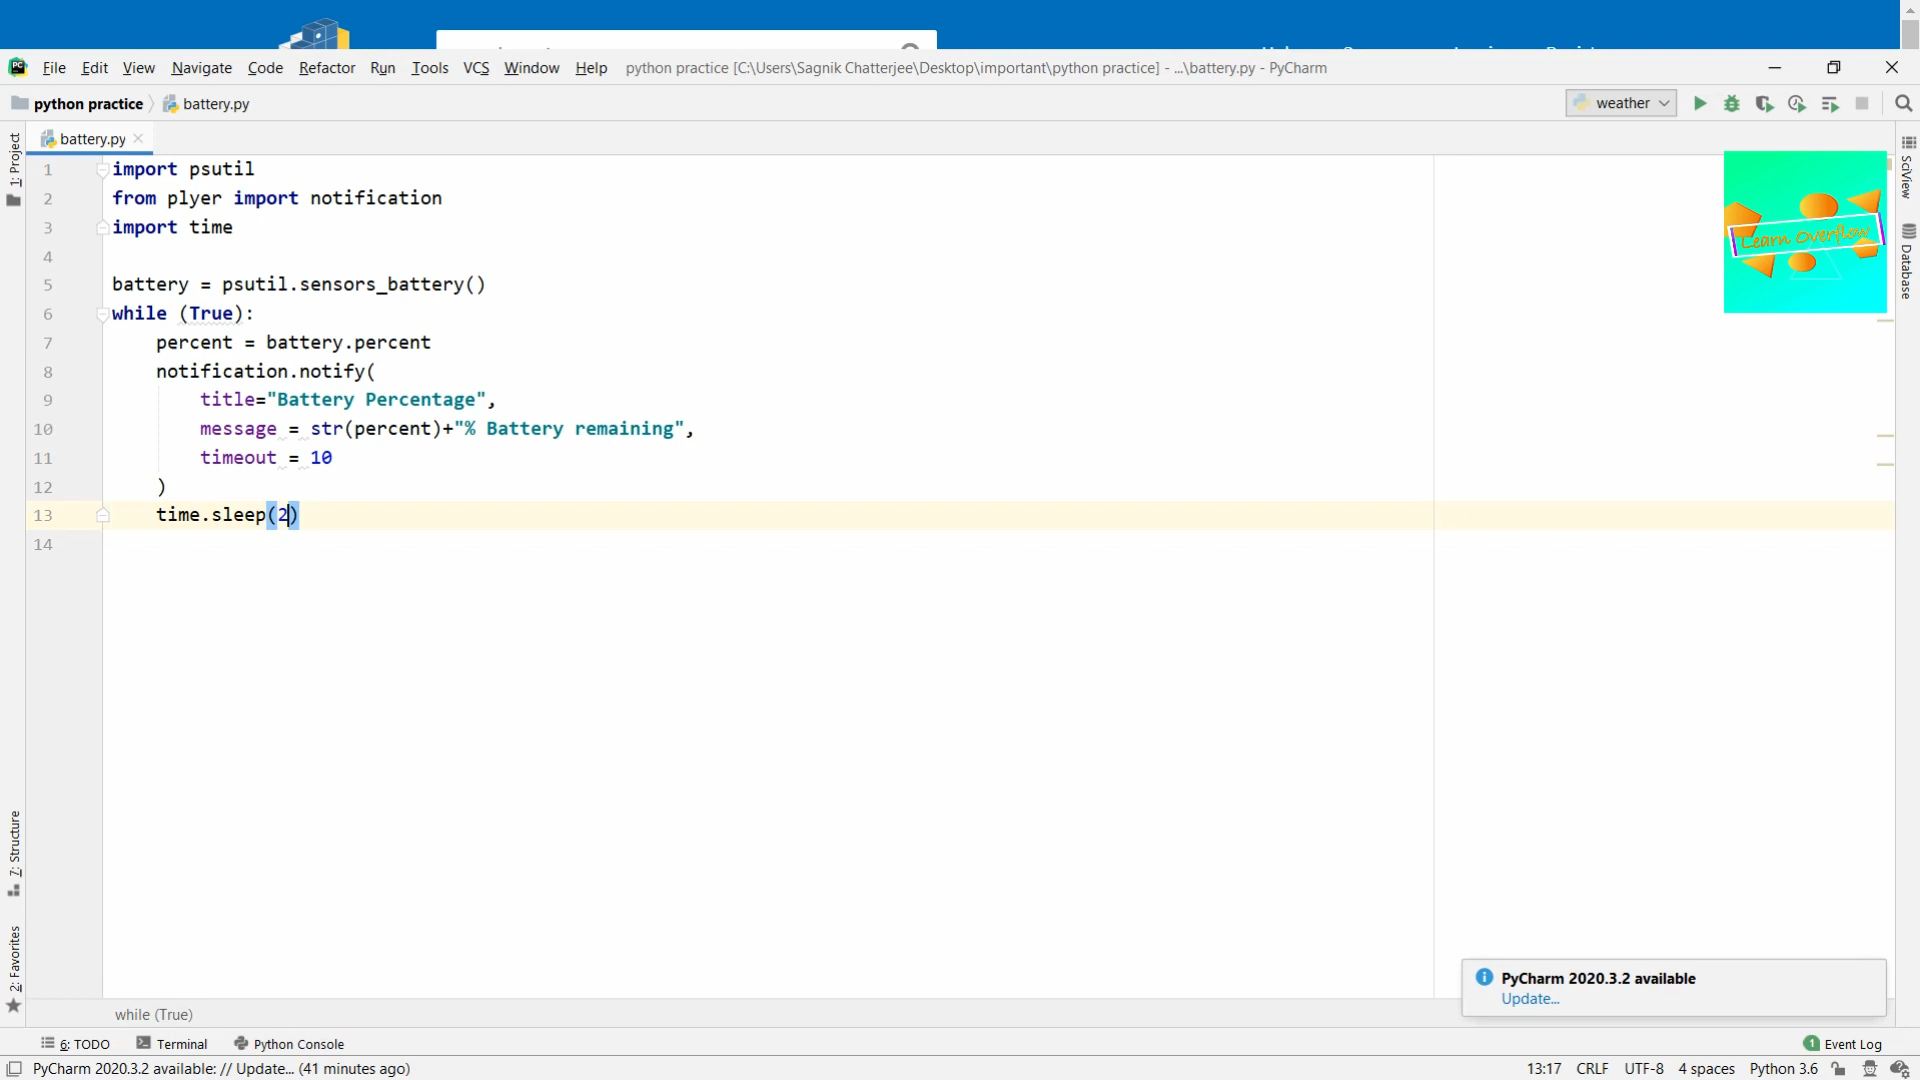 File Edit View Navigate Code Refactor Run Tools VCS Window Help python practice [C:\Users\Sagnik Chatterjee\Desktop\important\python practice] - ...\battery.py - PyCharm
python practice battery.py weather
battery.py
1 import psutil
2 from plyer import notification
3 import time
4
5 battery = psutil.sensors_battery()
6 while (True):
7 percent = battery.percent
8 notification.notify(
9 title="Battery Percentage",
10 message = str(percent)+"% Battery remaining",
11 timeout = 10
12 )
13 time.sleep(2)
14
1: Project
7: Structure
2: Favorites
SciView
Database
Learn Overflow
PyCharm 2020.3.2 available
Update...
while (True)
6: TODO Terminal Python Console 1 Event Log
PyCharm 2020.3.2 available: // Update... (41 minutes ago) 13:17 CRLF UTF-8 4 spaces Python 3.6